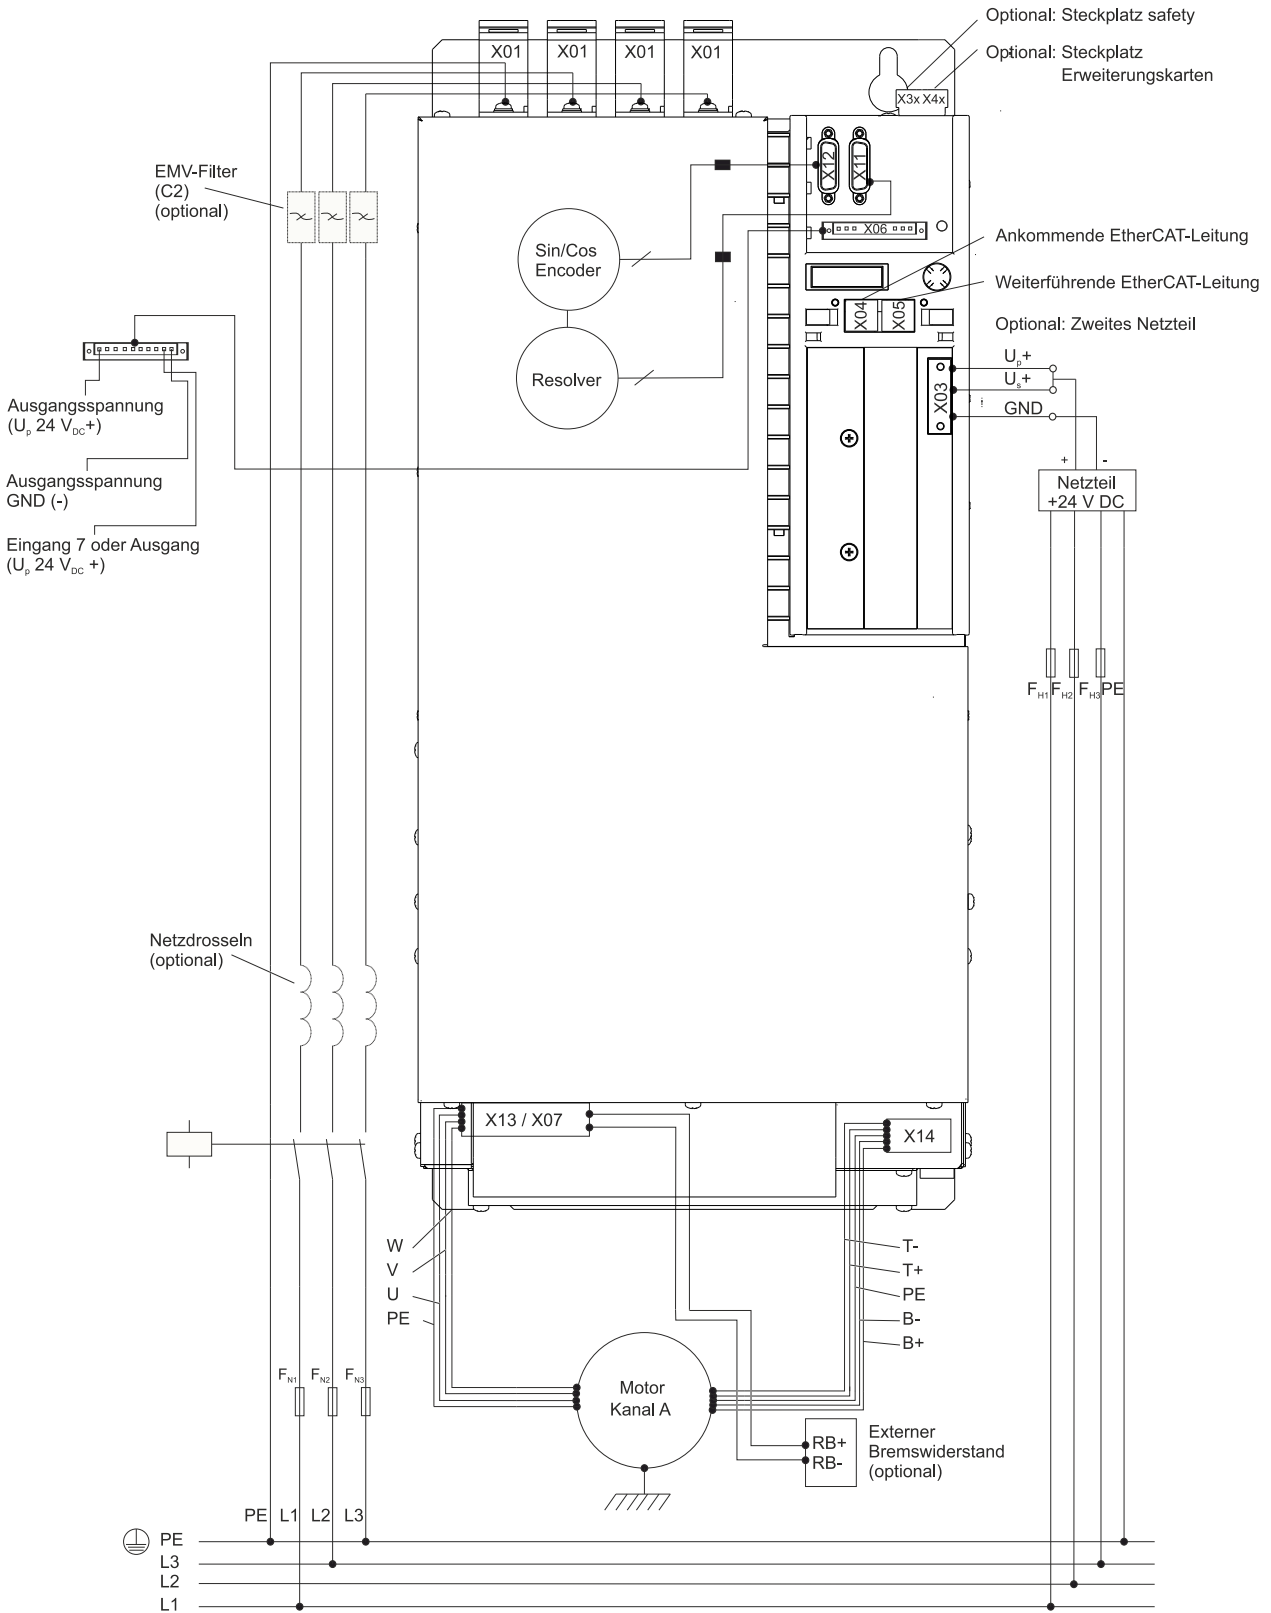 Optional: Steckplatz safety
X01 X01 X01 X01
Optional: Steckplatz
Erweiterungskarten
X3x X4x
EMV-Filter
(C2)
(optional)
X12 X11
X06
Sin/Cos
Encoder
Ankommende EtherCAT-Leitung
Weiterführende EtherCAT-Leitung
X04 X05
Optional: Zweites Netzteil
Up+
Us+
GND
X03
Resolver
Ausgangsspannung
(Up 24 VDC+)
+ -
Netzteil
+24 V DC
Ausgangsspannung
GND (-)
Eingang 7 oder Ausgang
(Up 24 VDC +)
FH1 FH2 FH3 PE
Netzdrosseln
(optional)
X13 / X07
X14
W
V
U
PE
T-
T+
PE
B-
B+
FN1 FN2 FN3
Motor
Kanal A
RB+
RB-
Externer
Bremswiderstand
(optional)
PE L1 L2 L3
PE
L3
L2
L1